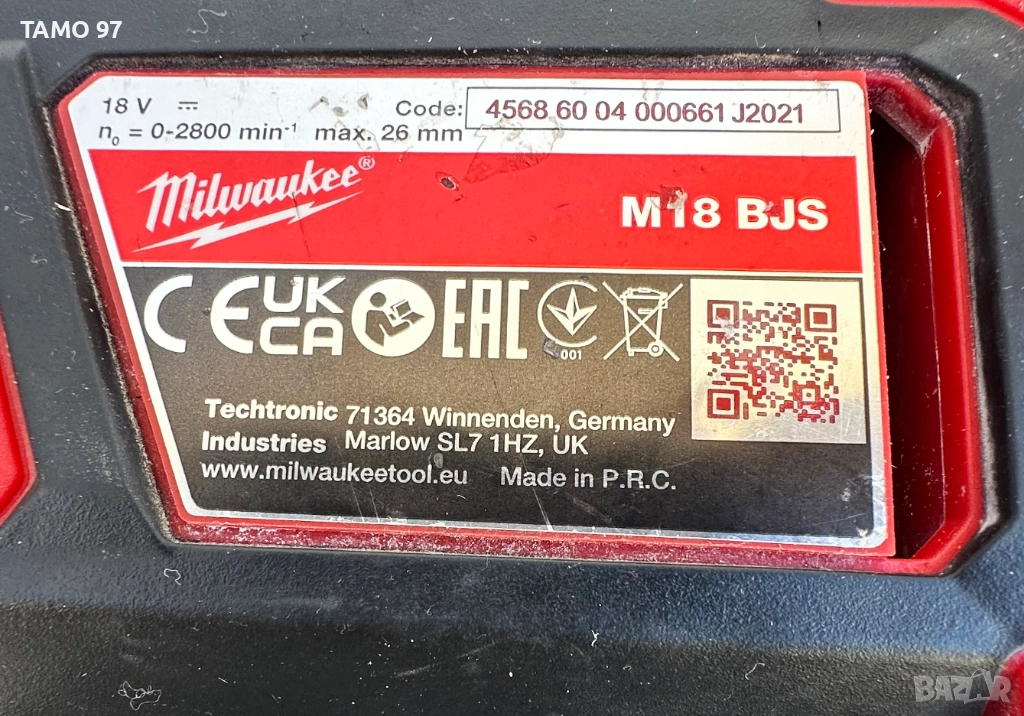 TAMO 97
18 V
Code: 4568 60 04 000661 J2021
n₀ = 0-2800 min⁻¹ max. 26 mm
Milwaukee®
M18 BJS
CE UK CA EAC
001
Techtronic 71364 Winnenden, Germany
Industries Marlow SL7 1HZ, UK
www.milwaukeetool.eu Made in P.R.C.
BAZAR